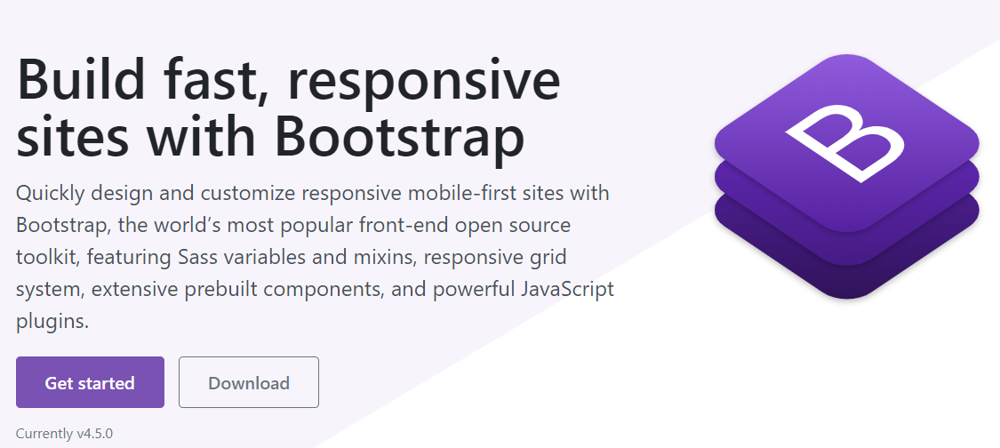 Build fast, responsive
sites with Bootstrap
Quickly design and customize responsive mobile-first sites with
Bootstrap, the world’s most popular front-end open source
toolkit, featuring Sass variables and mixins, responsive grid
system, extensive prebuilt components, and powerful JavaScript
plugins.
Get started
Download
Currently v4.5.0
B